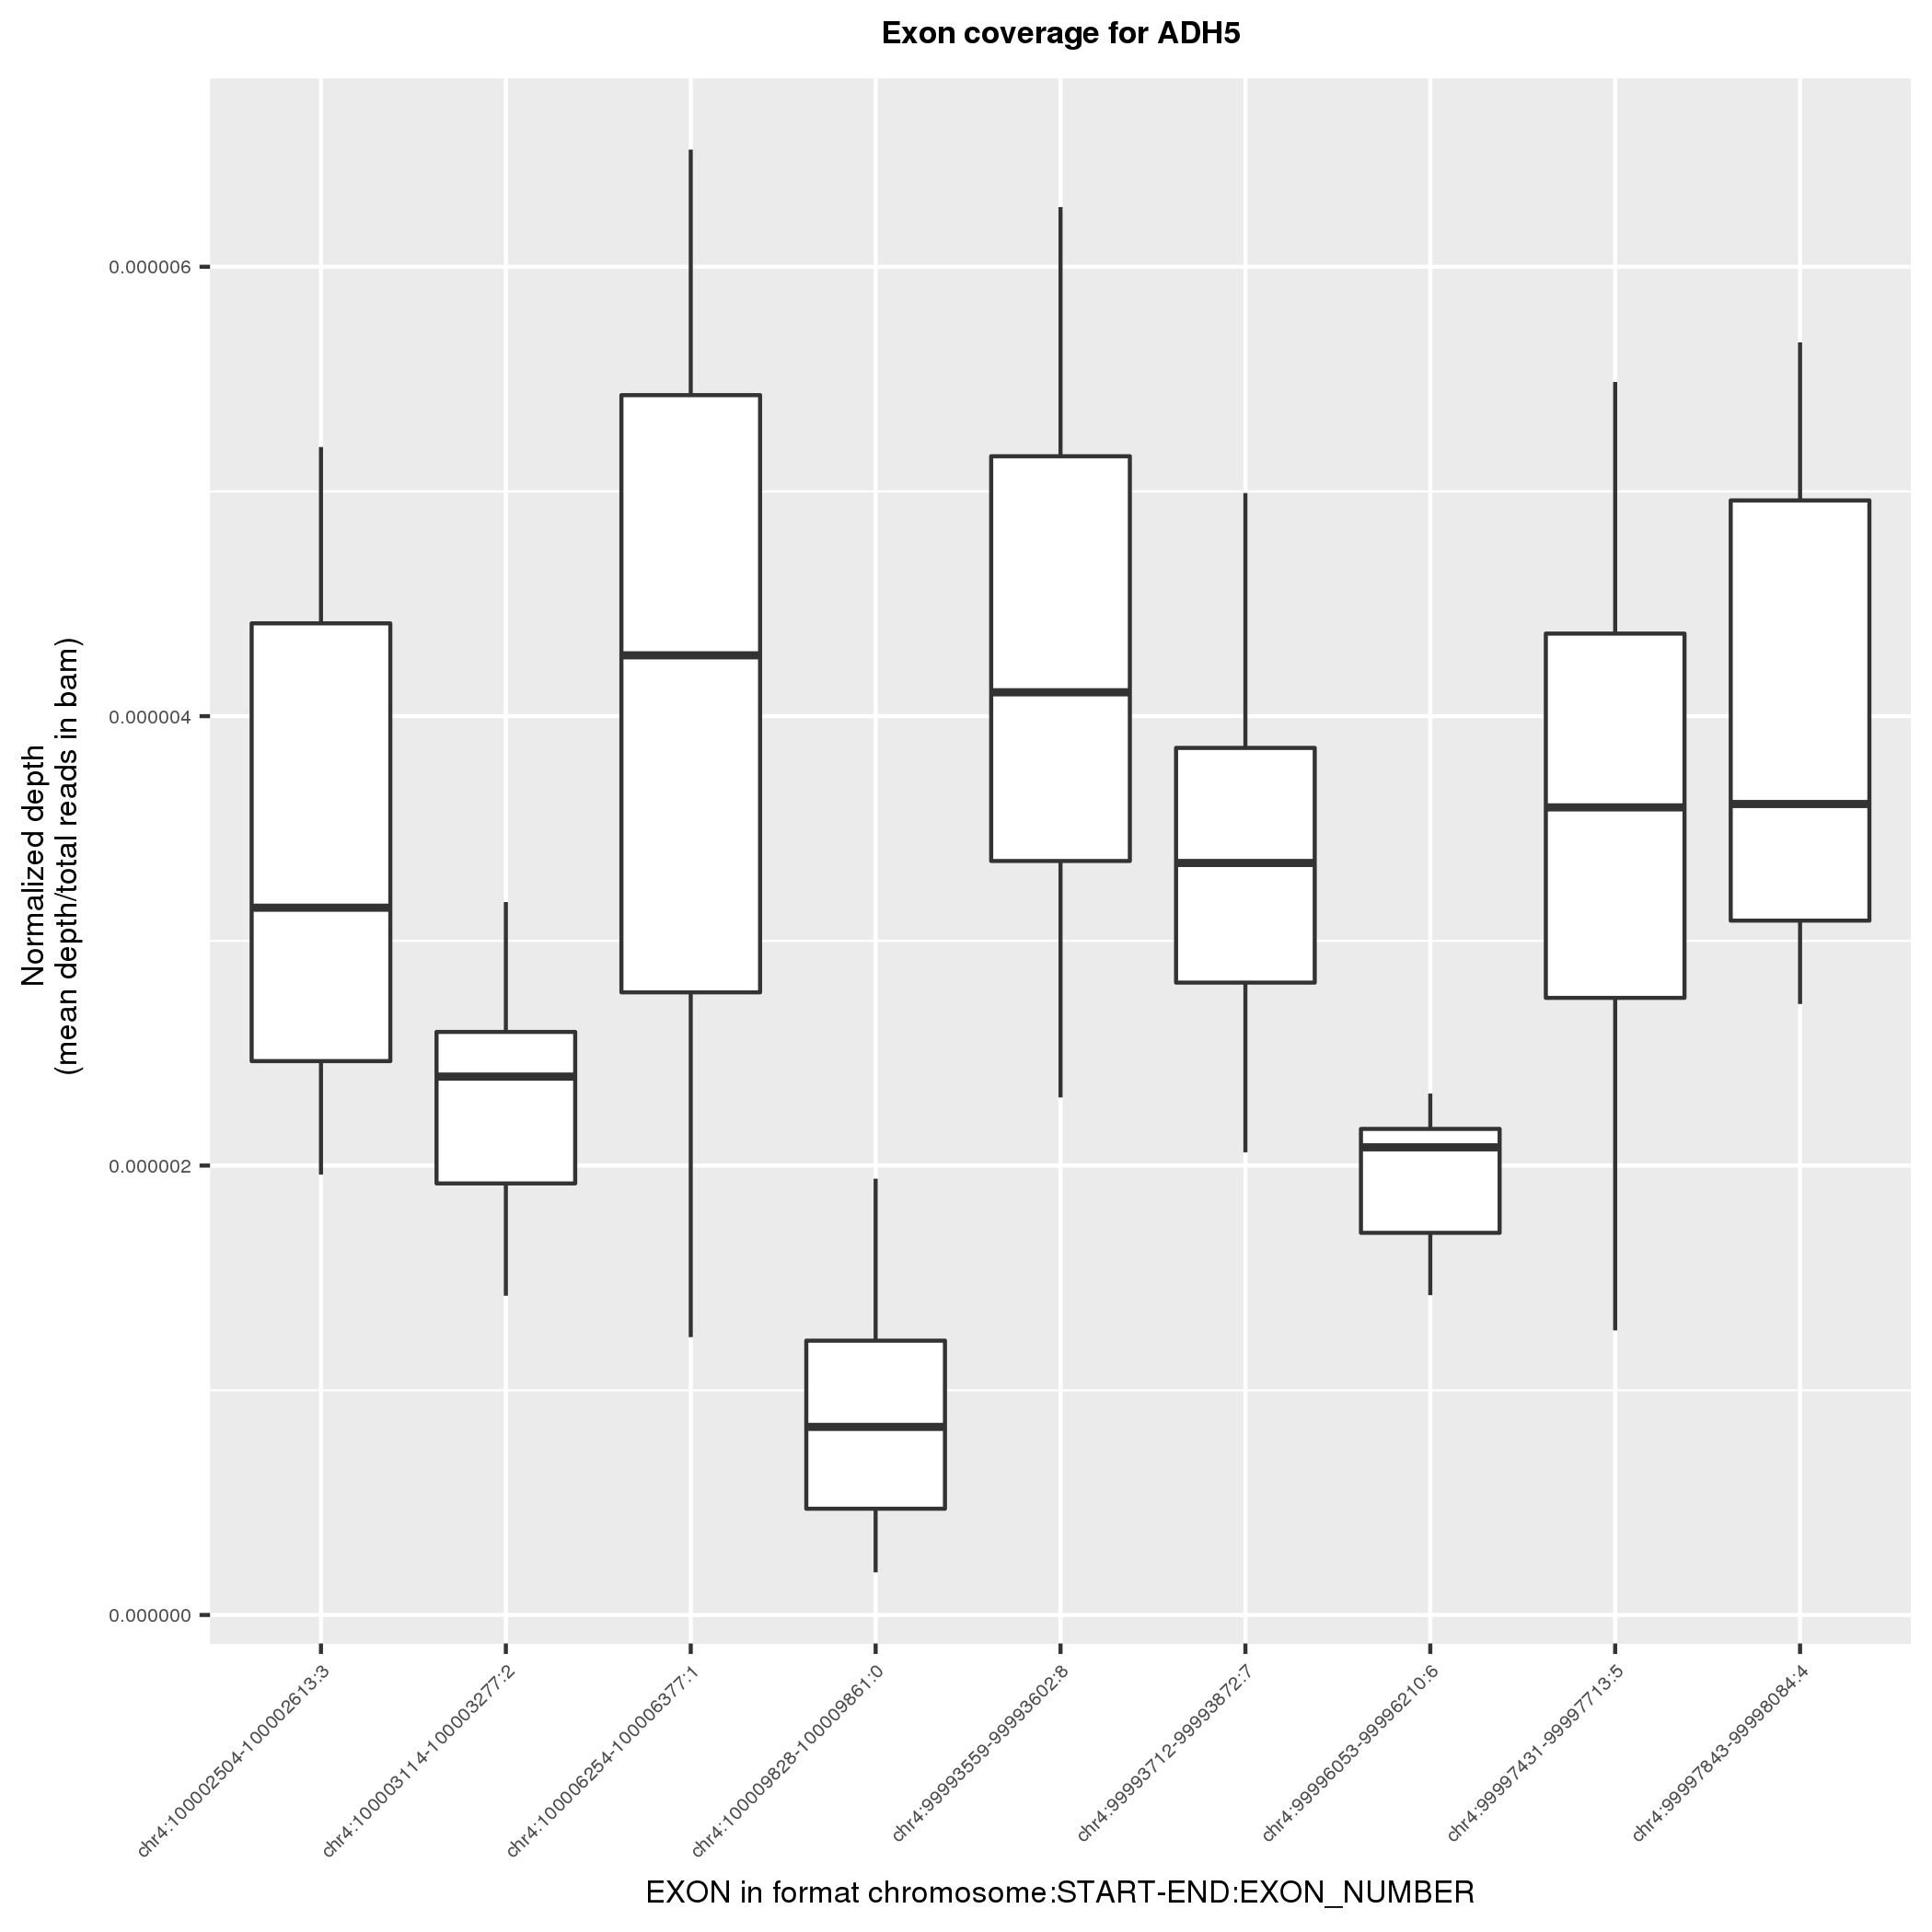 Exon coverage for ADH5
Normalized depth
(mean depth/total reads in bam)
0.000006
0.000004
0.000002
0.000000
chr4:100002504-100002613:3
chr4:100003114-100003277:2
chr4:100006254-100006377:1
chr4:100009828-100009861:0
chr4:99993559-99993602:8
chr4:99993712-99993872:7
chr4:99996053-99996210:6
chr4:99997431-99997713:5
chr4:99997843-99998084:4
EXON in format chromosome:START-END:EXON_NUMBER